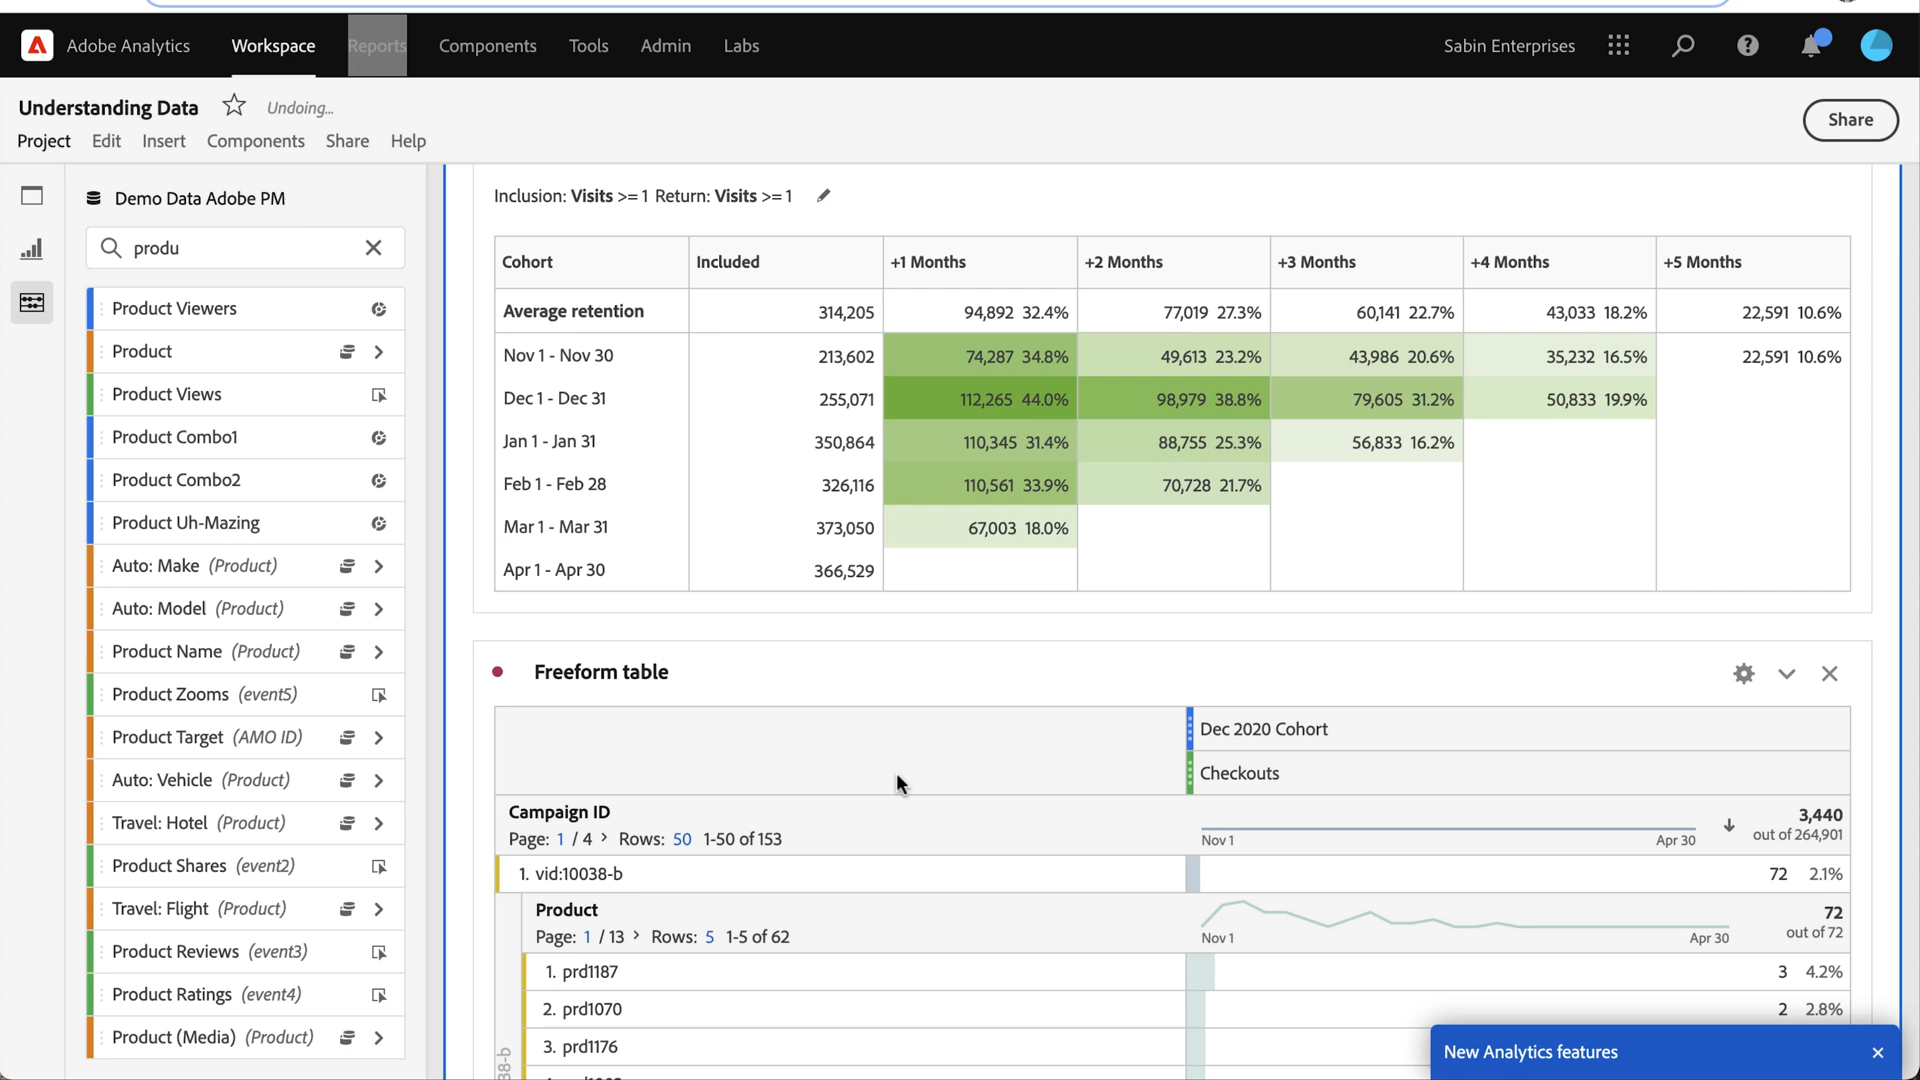 Adobe Analytics Workspace Reports Components Tools Admin Labs Sabin Enterprises
Understanding Data Undoing...
Share
Project Edit Insert Components Share Help
Demo Data Adobe PM
produ
Product Viewers
Product
Product Views
Product Combo1
Product Combo2
Product Uh-Mazing
Auto: Make (Product)
Auto: Model (Product)
Product Name (Product)
Product Zooms (event5)
Product Target (AMO ID)
Auto: Vehicle (Product)
Travel: Hotel (Product)
Product Shares (event2)
Travel: Flight (Product)
Product Reviews (event3)
Product Ratings (event4)
Product (Media) (Product)
Inclusion: Visits >= 1 Return: Visits >= 1
Cohort Included +1 Months +2 Months +3 Months +4 Months +5 Months
Average retention 314,205 94,892 32.4% 77,019 27.3% 60,141 22.7% 43,033 18.2% 22,591 10.6%
Nov 1 - Nov 30 213,602 74,287 34.8% 49,613 23.2% 43,986 20.6% 35,232 16.5% 22,591 10.6%
Dec 1 - Dec 31 255,071 112,265 44.0% 98,979 38.8% 79,605 31.2% 50,833 19.9%
Jan 1 - Jan 31 350,864 110,345 31.4% 88,755 25.3% 56,833 16.2%
Feb 1 - Feb 28 326,116 110,561 33.9% 70,728 21.7%
Mar 1 - Mar 31 373,050 67,003 18.0%
Apr 1 - Apr 30 366,529
Freeform table
Dec 2020 Cohort
Checkouts
Campaign ID
Page: 1 / 4 > Rows: 50 1-50 of 153
Nov 1 Apr 30
3,440
out of 264,901
1. vid:10038-b 72 2.1%
Product
Page: 1 / 13 > Rows: 5 1-5 of 62
Nov 1 Apr 30
72
out of 72
1. prd1187 3 4.2%
2. prd1070 2 2.8%
3. prd1176
38-b
New Analytics features